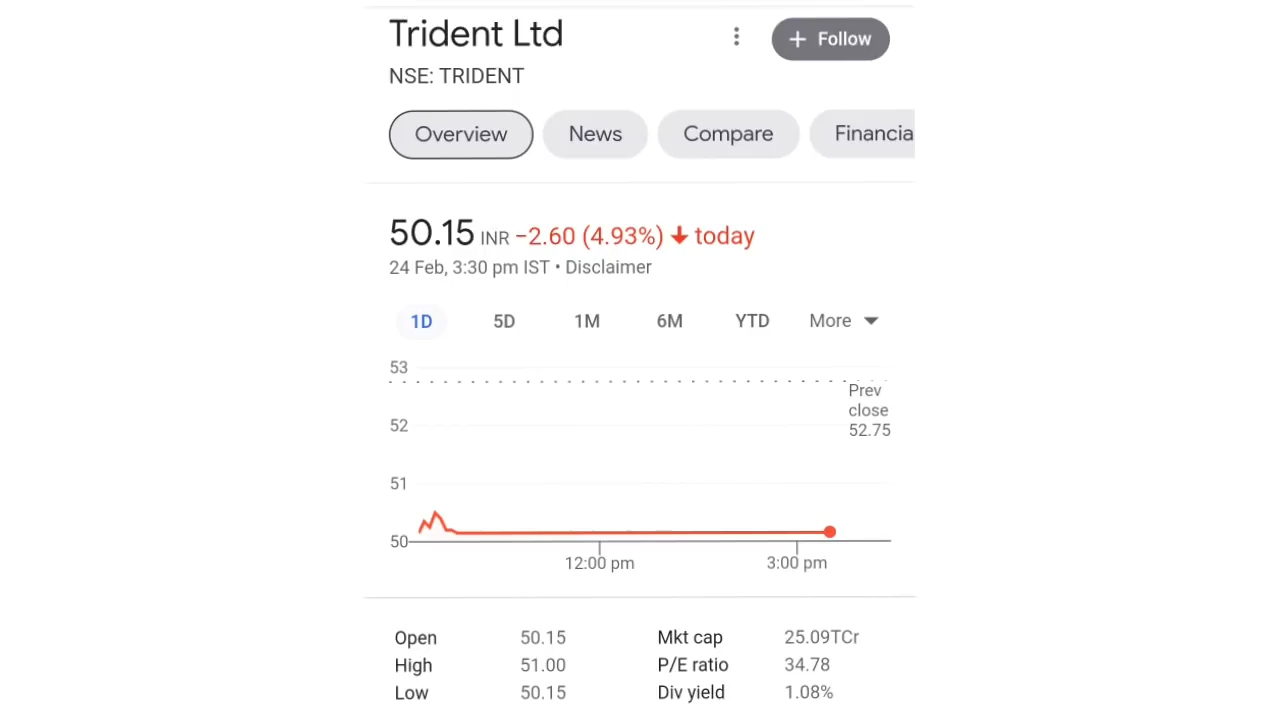 Trident Ltd
+ Follow
NSE: TRIDENT
Overview News Compare Financia
50.15 INR −2.60 (4.93%) ↓ today
24 Feb, 3:30 pm IST • Disclaimer
1D 5D 1M 6M YTD More
53
Prev
close
52.75
52
51
50
12:00 pm 3:00 pm
Open 50.15 Mkt cap 25.09TCr
High 51.00 P/E ratio 34.78
Low 50.15 Div yield 1.08%